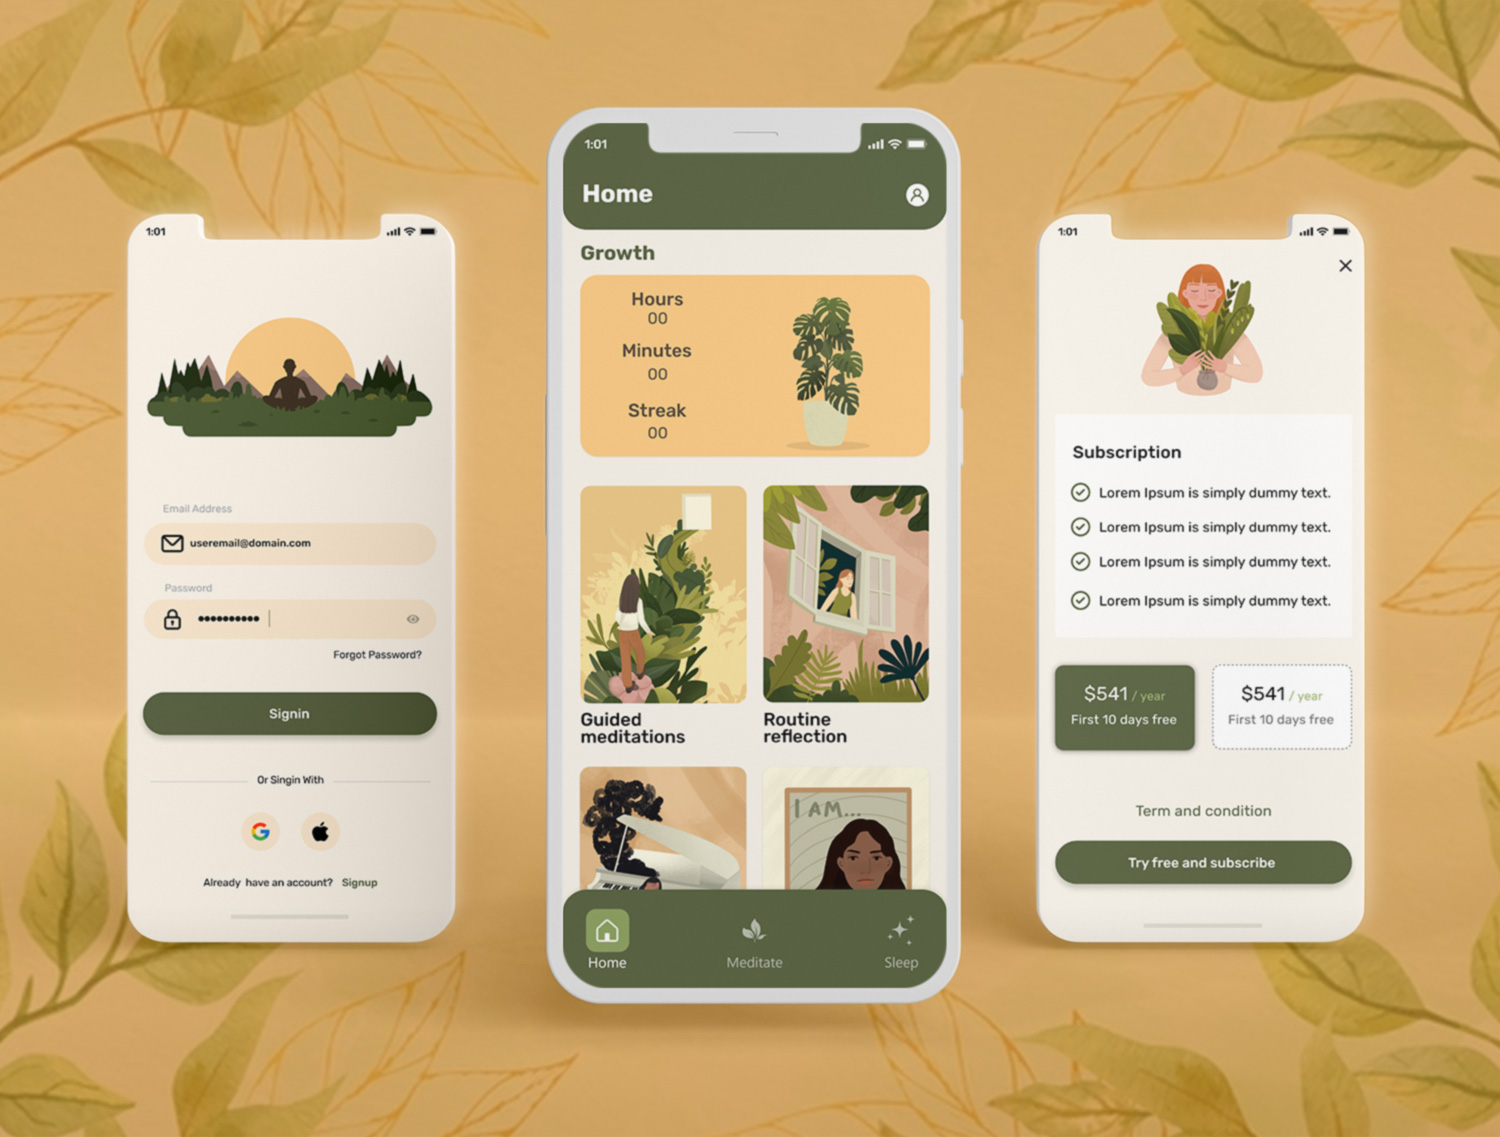 1:01
Email Address
useremail@domain.com
Password
Forgot Password?
Signin
Or Singin With
Already have an account? Signup
1:01
Home
Growth
Hours
00
Minutes
00
Streak
00
Guided
meditations
Routine
reflection
I AM...
Home
Meditate
Sleep
1:01
Subscription
Lorem Ipsum is simply dummy text.
Lorem Ipsum is simply dummy text.
Lorem Ipsum is simply dummy text.
Lorem Ipsum is simply dummy text.
$541 / year
First 10 days free
$541 / year
First 10 days free
Term and condition
Try free and subscribe